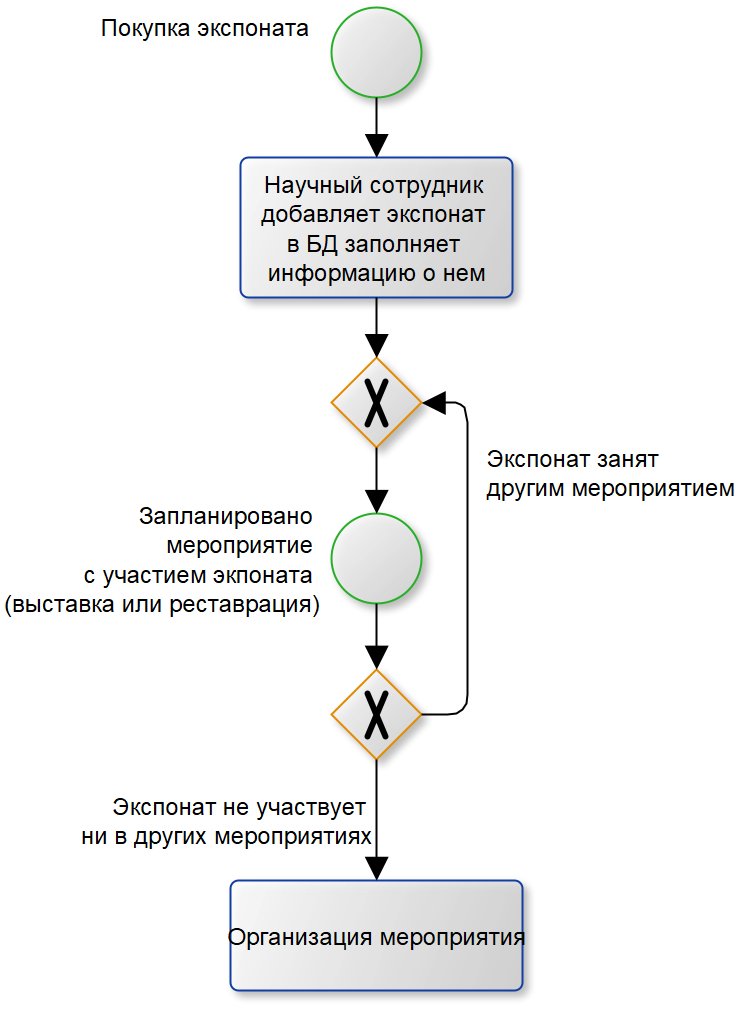 Покупка экспоната
Научный сотрудник
добавляет экспонат
в БД заполняет
информацию о нем
X
Экспонат занят
другим мероприятием
Запланировано
мероприятие
с участием экпоната
(выставка или реставрация)
X
Экспонат не участвует
ни в других мероприятиях
Организация мероприятия